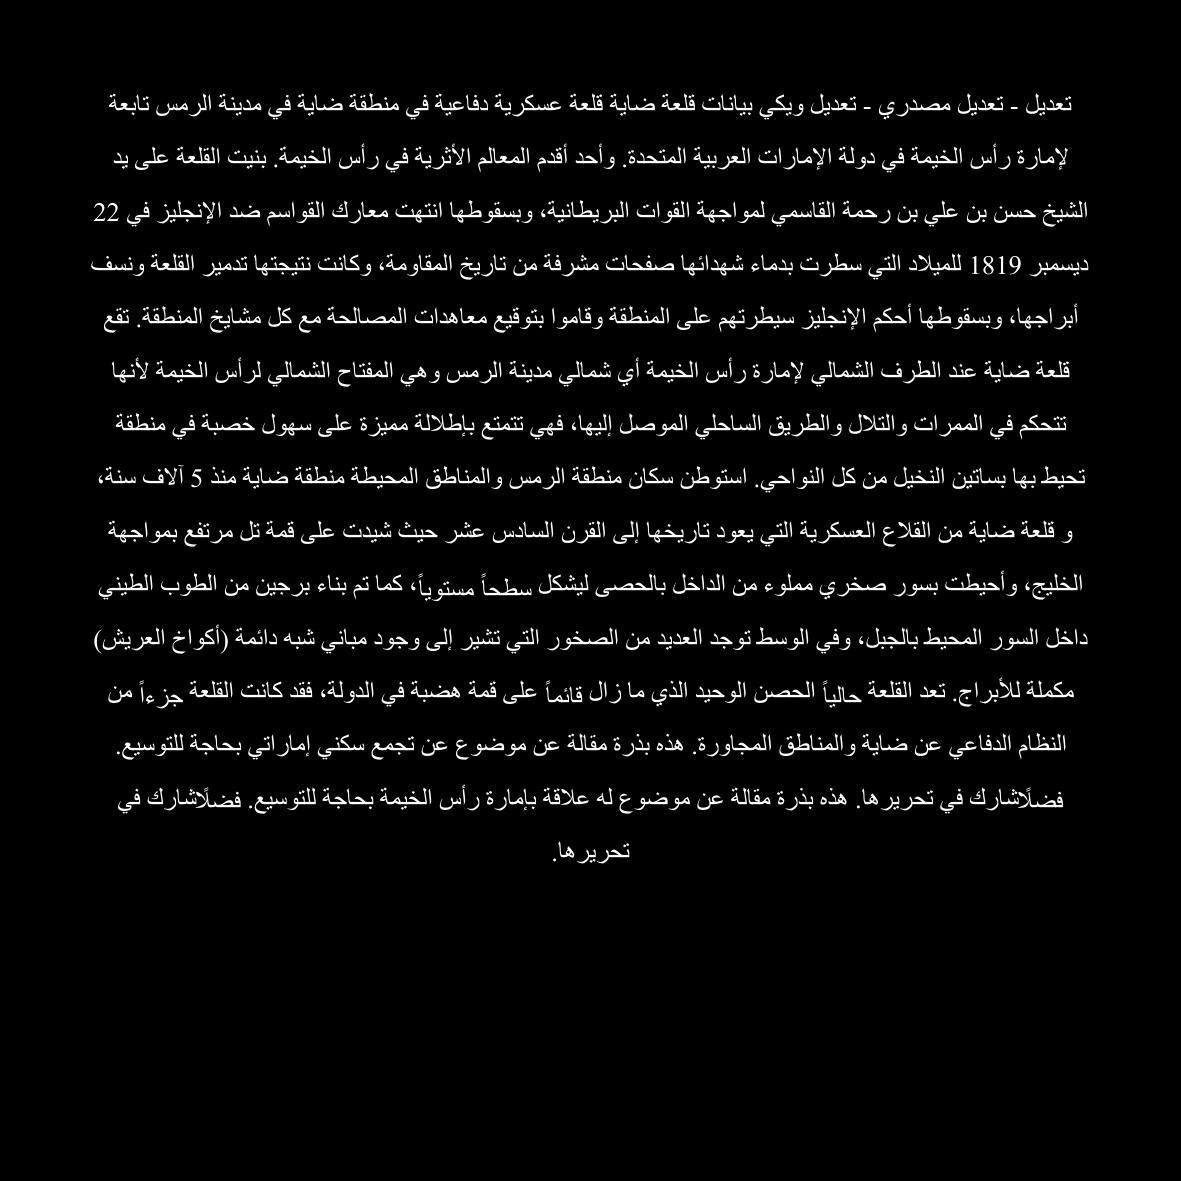 تعديل - تعديل مصدري - تعديل ويكي بيانات قلعة ضاية قلعة عسكرية دفاعية في منطقة ضاية في مدينة الرمس تابعة
لإمارة رأس الخيمة في دولة الإمارات العربية المتحدة. وأحد أقدم المعالم الأثرية في رأس الخيمة. بنيت القلعة على يد
الشيخ حسن بن علي بن رحمة القاسمي لمواجهة القوات البريطانية، وبسقوطها انتهت معارك القواسم ضد الإنجليز في 22
ديسمبر 1819 للميلاد التي سطرت بدماء شهدائها صفحات مشرفة من تاريخ المقاومة، وكانت نتيجتها تدمير القلعة ونسف
أبراجها، وبسقوطها أحكم الإنجليز سيطرتهم على المنطقة وقاموا بتوقيع معاهدات المصالحة مع كل مشايخ المنطقة. تقع
قلعة ضاية عند الطرف الشمالي لإمارة رأس الخيمة أي شمالي مدينة الرمس وهي المفتاح الشمالي لرأس الخيمة لأنها
تتحكم في الممرات والتلال والطريق الساحلي الموصل إليها، فهي تتمتع بإطلالة مميزة على سهول خصبة في منطقة
تحيط بها بساتين النخيل من كل النواحي. استوطن سكان منطقة الرمس والمناطق المحيطة منطقة ضاية منذ 5 آلاف سنة،
و قلعة ضاية من القلاع العسكرية التي يعود تاريخها إلى القرن السادس عشر حيث شيدت على قمة تل مرتفع بمواجهة
الخليج، وأحيطت بسور صخري مملوء من الداخل بالحصى ليشكل سطحاً مستوياً، كما تم بناء برجين من الطوب الطيني
داخل السور المحيط بالجبل، وفي الوسط توجد العديد من الصخور التي تشير إلى وجود مباني شبه دائمة (أكواخ العريش)
مكملة للأبراج. تعد القلعة حالياً الحصن الوحيد الذي ما زال قائماً على قمة هضبة في الدولة، فقد كانت القلعة جزءاً من
النظام الدفاعي عن ضاية والمناطق المجاورة. هذه بذرة مقالة عن موضوع عن تجمع سكني إماراتي بحاجة للتوسيع.
فضلًاشارك في تحريرها. هذه بذرة مقالة عن موضوع له علاقة بإمارة رأس الخيمة بحاجة للتوسيع. فضلًاشارك في
تحريرها.